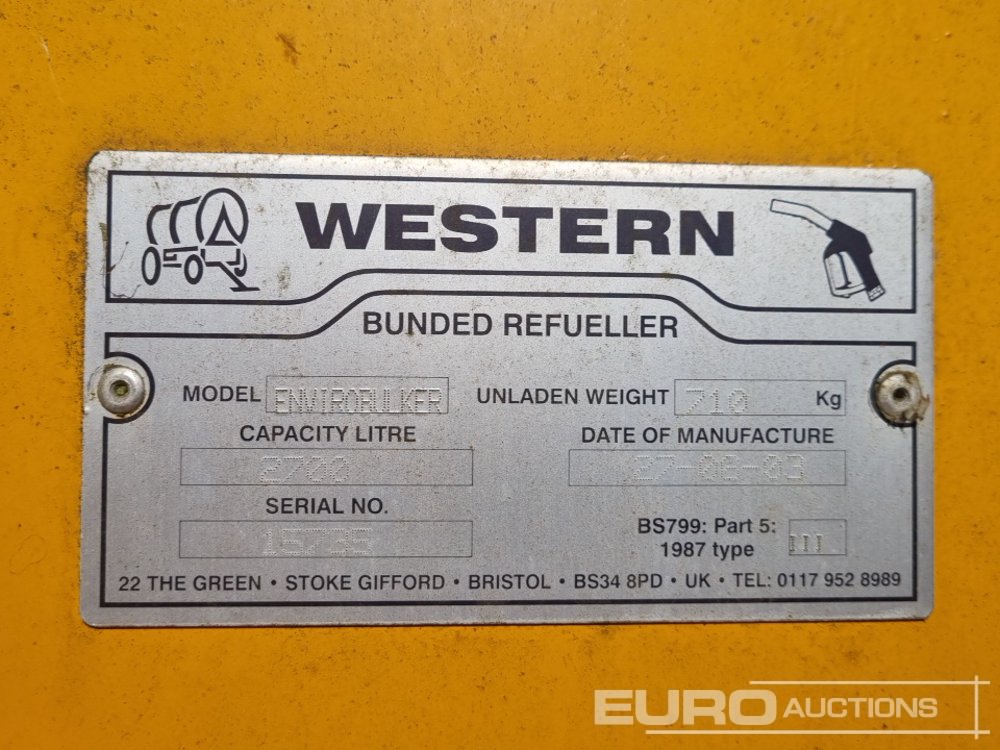 WESTERN
BUNDED REFUELLER
MODEL ENVIROBULKER UNLADEN WEIGHT 710 Kg
CAPACITY LITRE DATE OF MANUFACTURE
2700 27-06-03
SERIAL NO.
15735 BS799: Part 5: 1987 type III
22 THE GREEN • STOKE GIFFORD • BRISTOL • BS34 8PD • UK • TEL: 0117 952 8989
EURO AUCTIONS